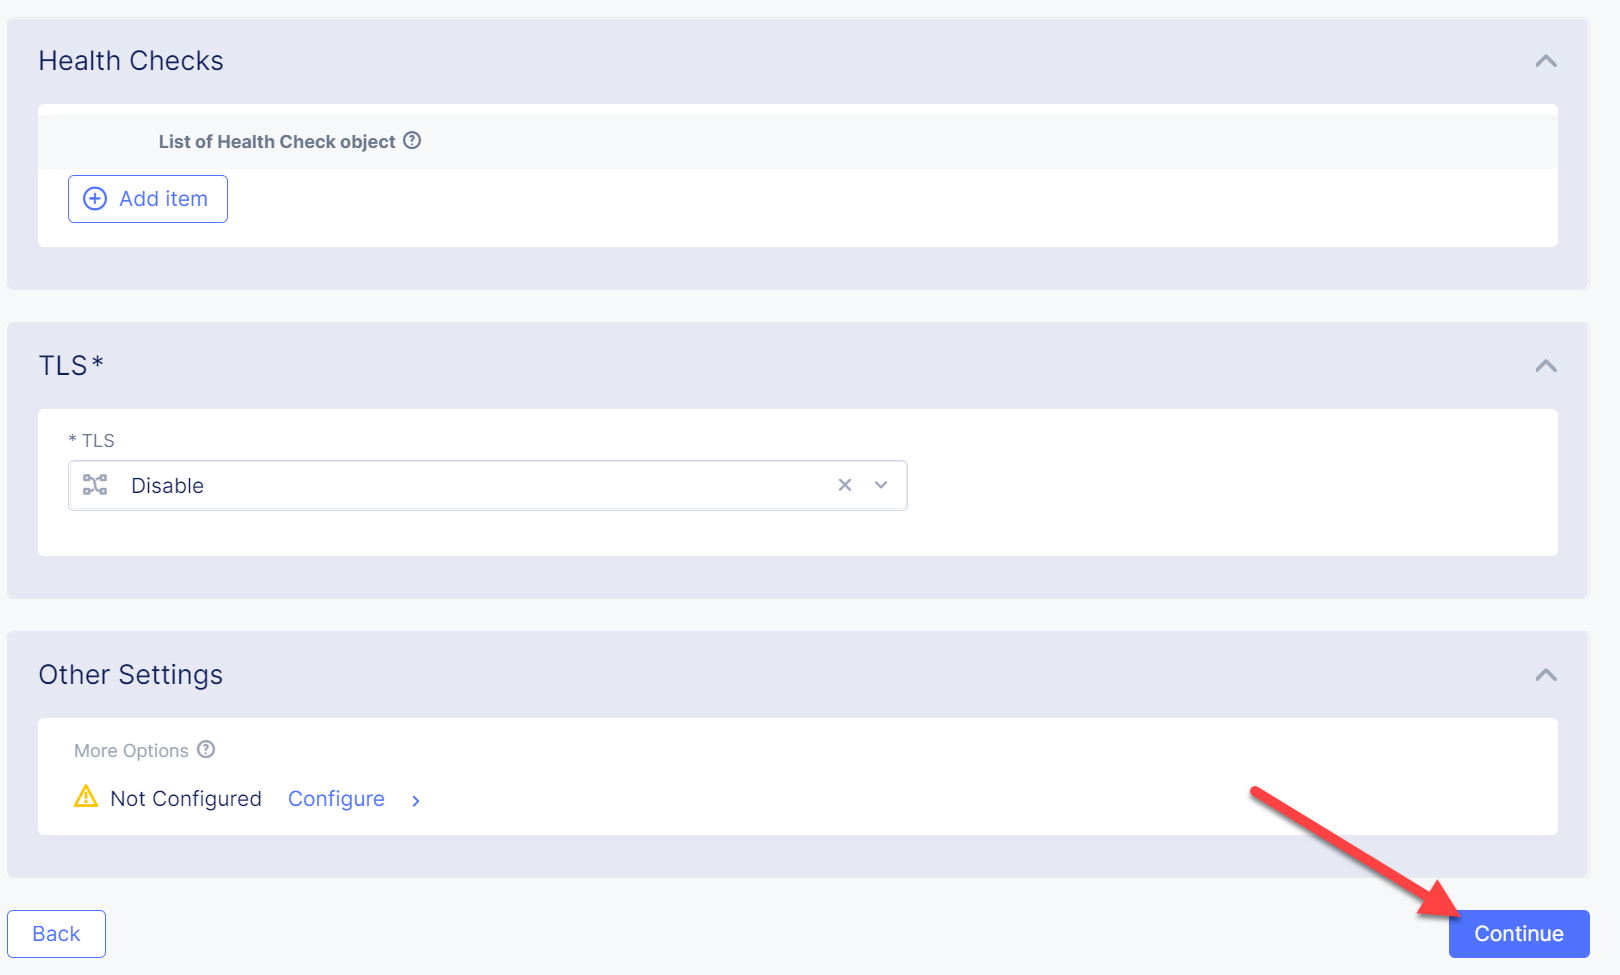 Health Checks
List of Health Check object
Add item
TLS*
* TLS
Disable
Other Settings
More Options
Not Configured Configure
Back
Continue